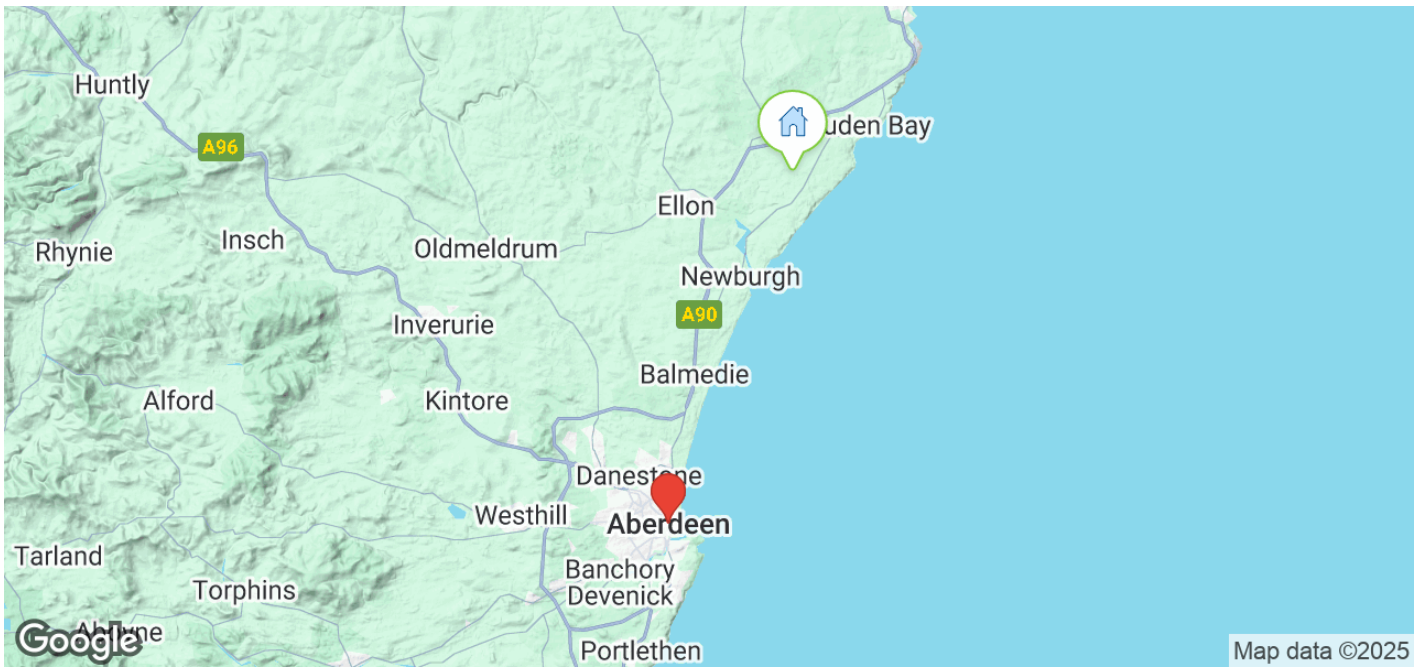 Huntly
A96
uden Bay
Ellon
Rhynie
Insch
Oldmeldrum
Newburgh
A90
Inverurie
Balmedie
Alford
Kintore
Danestone
Westhill
Aberdeen
Tarland
Banchory
Devenick
Torphins
Aboyne
Portlethen
Google
Map data ©2025